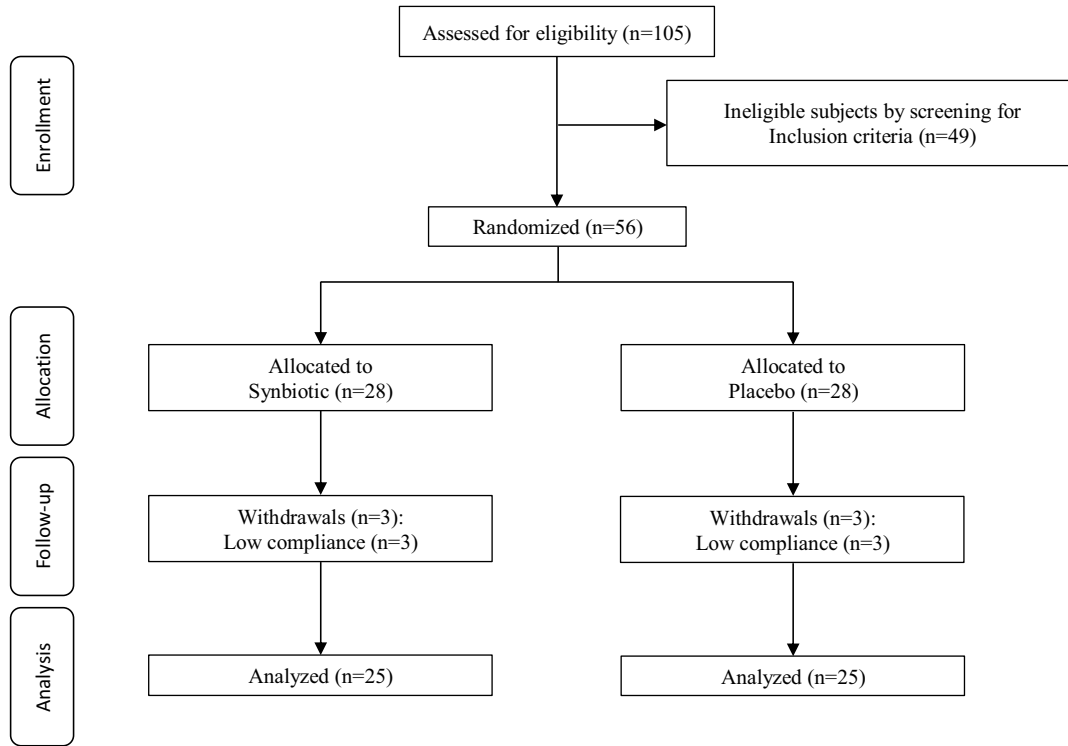 Assessed for eligibility (n=105)
Enrollment
Ineligible subjects by screening for
Inclusion criteria (n=49)
Randomized (n=56)
Allocation
Allocated to
Synbiotic (n=28)
Allocated to
Placebo (n=28)
Follow-up
Withdrawals (n=3):
Low compliance (n=3)
Withdrawals (n=3):
Low compliance (n=3)
Analysis
Analyzed (n=25)
Analyzed (n=25)